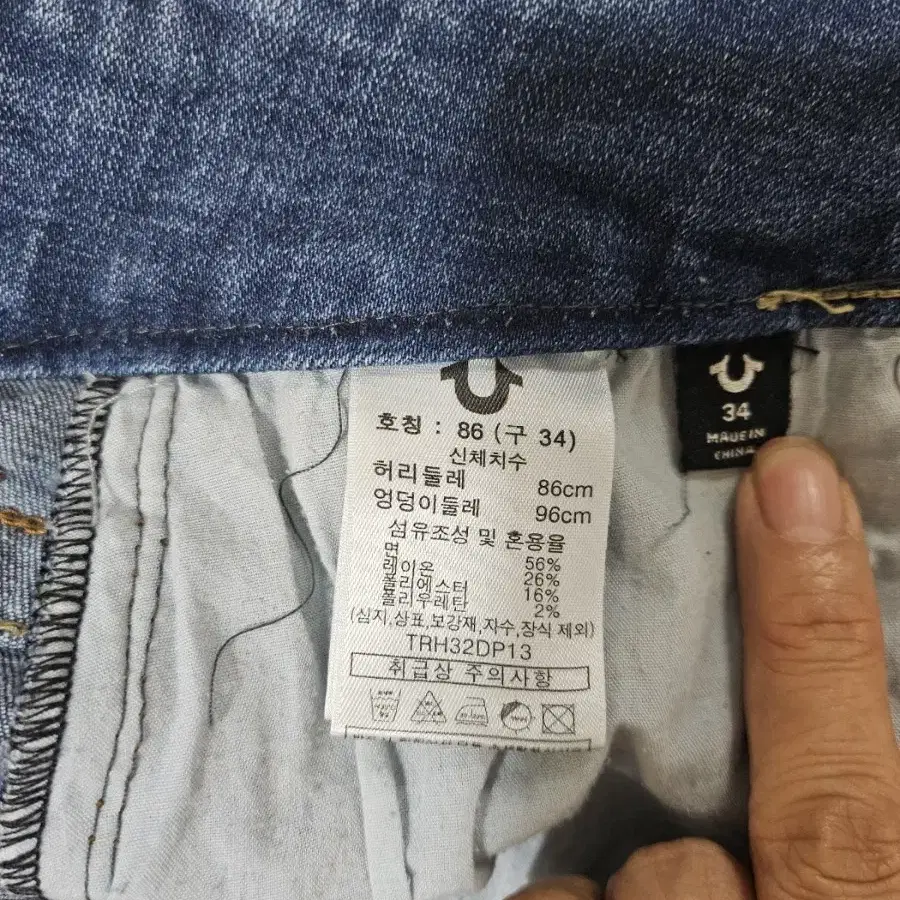 호칭 : 86 (구 34)
신체치수
허리둘레 86cm
엉덩이둘레 96cm
섬유조성 및 혼용율
면 56%
레이온 26%
폴리에스터 16%
폴리우레탄 2%
(심지,상표,보강재,자수,장식 제외)
TRH32DP13
취급상 주의사항
34
MADE IN
CHINA